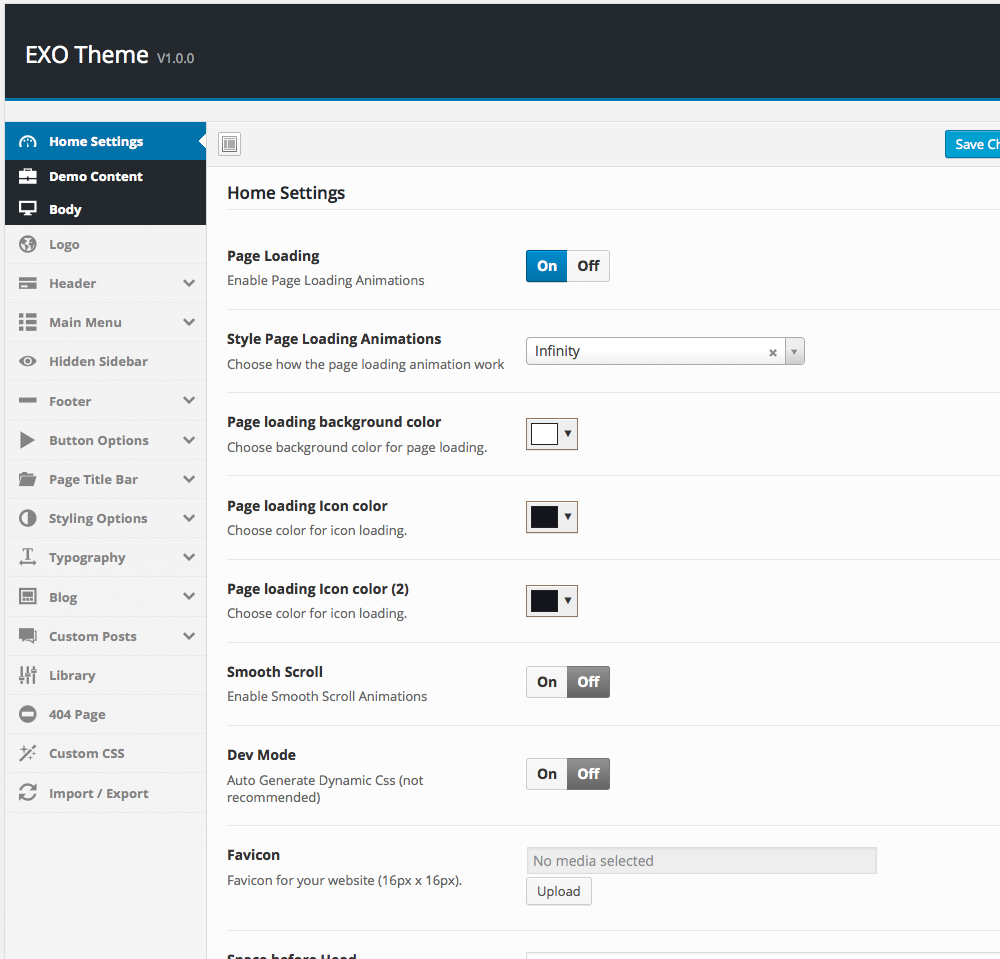 EXO Theme V1.0.0
Home Settings
Demo Content
Body
Logo
Header
Main Menu
Hidden Sidebar
Footer
Button Options
Page Title Bar
Styling Options
Typography
Blog
Custom Posts
Library
404 Page
Custom CSS
Import / Export
Save Ch
Home Settings
Page Loading
Enable Page Loading Animations
On Off
Style Page Loading Animations
Choose how the page loading animation work
Infinity
Page loading background color
Choose background color for page loading.
Page loading Icon color
Choose color for icon loading.
Page loading Icon color (2)
Choose color for icon loading.
Smooth Scroll
Enable Smooth Scroll Animations
On Off
Dev Mode
Auto Generate Dynamic Css (not
recommended)
On Off
Favicon
Favicon for your website (16px x 16px).
No media selected
Upload
Space before Head